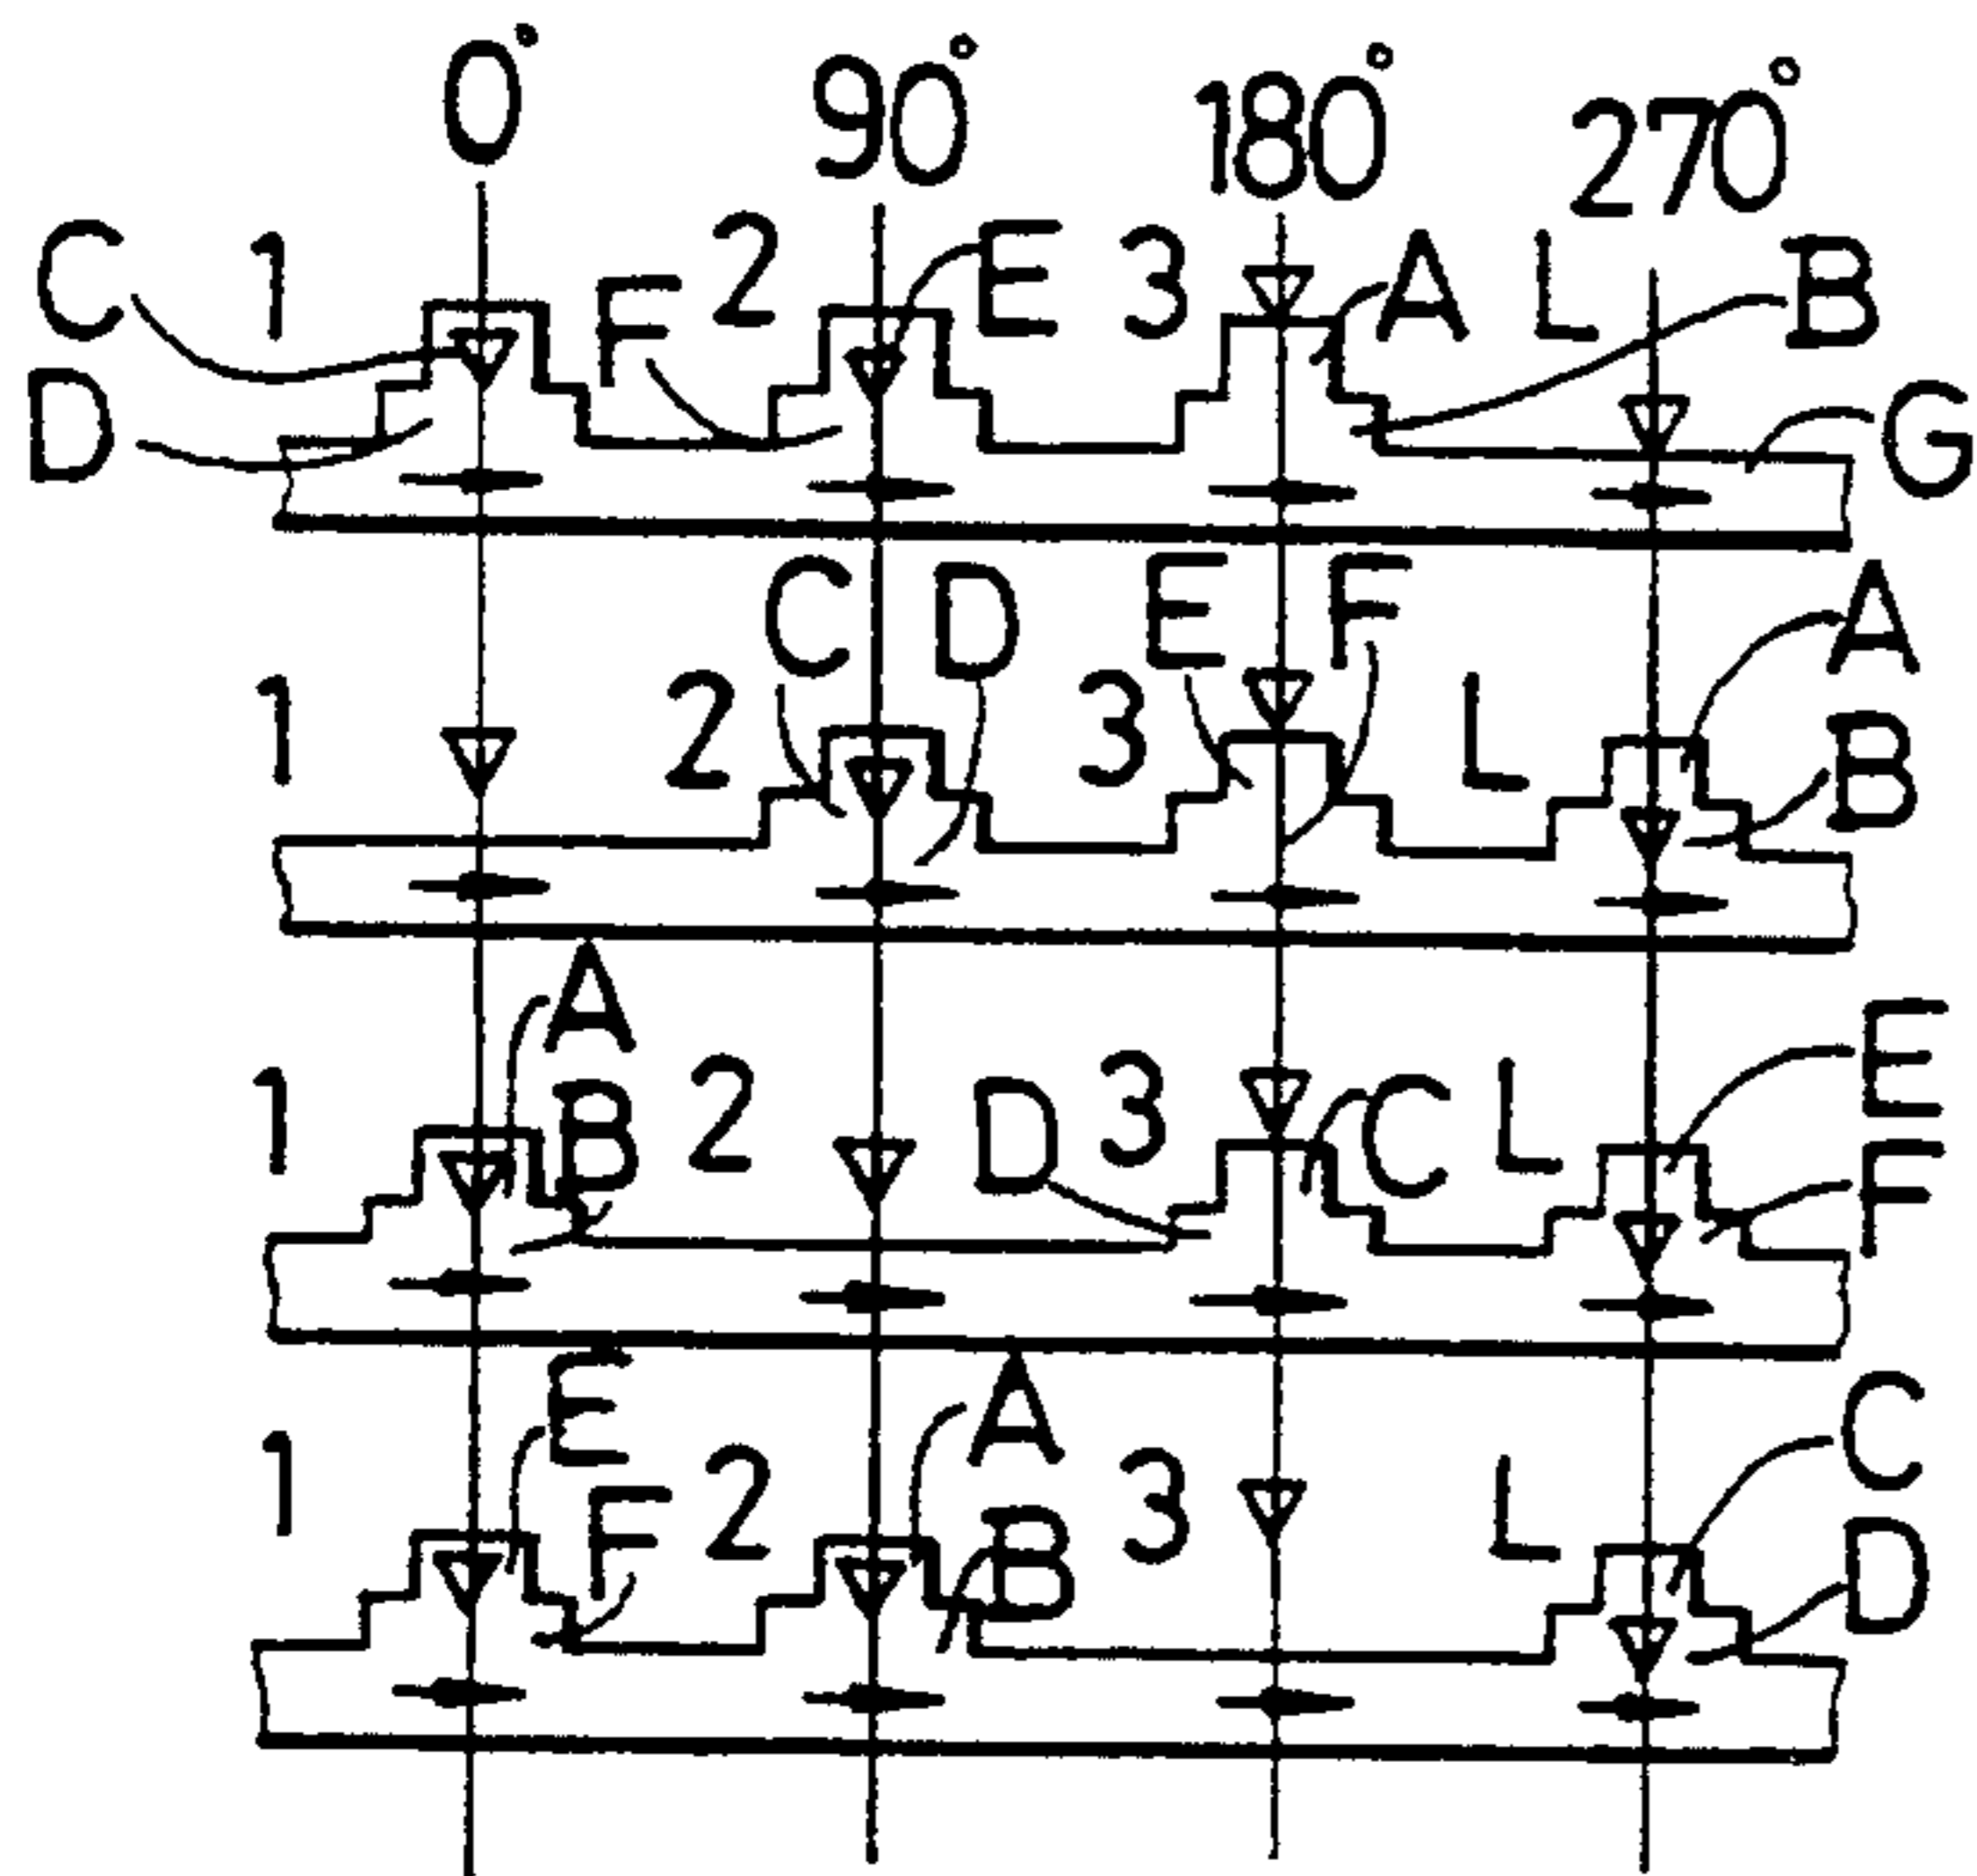 0° 90° 180° 270°
C 1 F 2 E 3 A L B
D G
C D E F A
1 2 3 L B
A E
1 B 2 D 3 C L F
E A C
1 F 2 B 3 L D